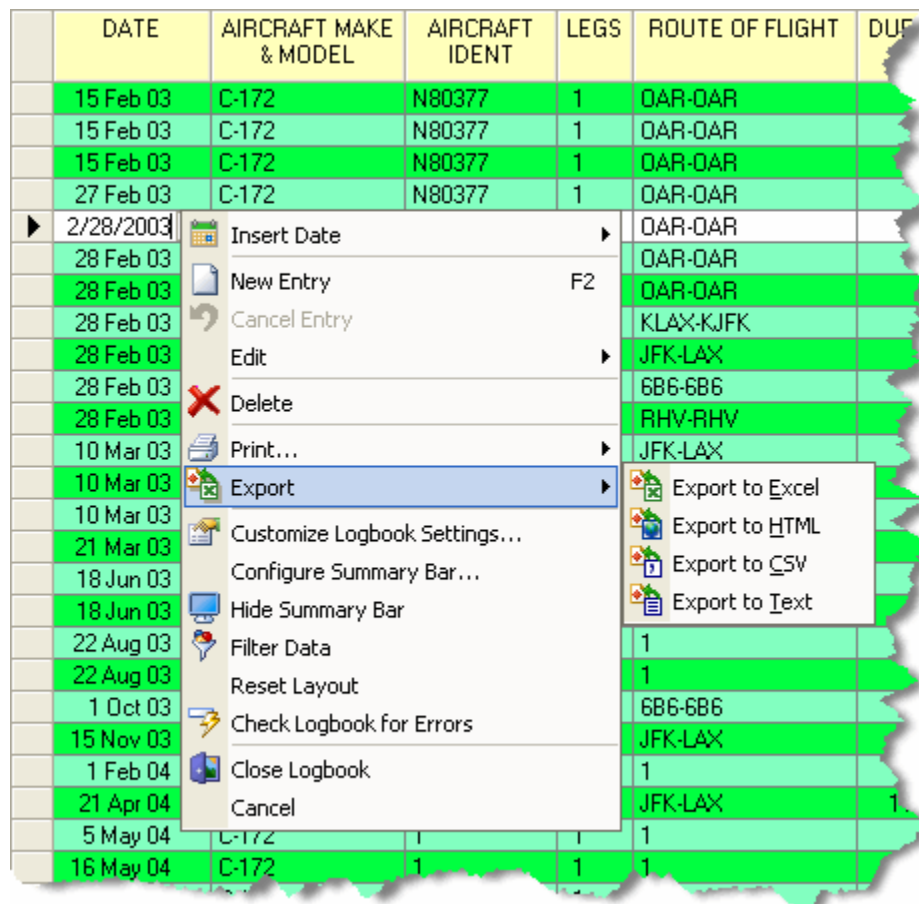 DATE AIRCRAFT MAKE & MODEL AIRCRAFT IDENT LEGS ROUTE OF FLIGHT
15 Feb 03 C-172 N80377 1 OAR-OAR
15 Feb 03 C-172 N80377 1 OAR-OAR
15 Feb 03 C-172 N80377 1 OAR-OAR
27 Feb 03 C-172 N80377 1 OAR-OAR
2/28/2003 OAR-OAR
Insert Date
28 Feb 03 OAR-OAR
New Entry F2
28 Feb 03 OAR-OAR
Cancel Entry
28 Feb 03 KLAX-KJFK
Edit
28 Feb 03 JFK-LAX
28 Feb 03 6B6-6B6
Delete
28 Feb 03 RHV-RHV
Print...
10 Mar 03 JFK-LAX
Export
10 Mar 03
Export to Excel
10 Mar 03
Export to HTML
Customize Logbook Settings...
21 Mar 03
Export to CSV
Configure Summary Bar...
18 Jun 03
Export to Text
Hide Summary Bar
18 Jun 03
22 Aug 03 1
Filter Data
22 Aug 03 1
Reset Layout
1 Oct 03 6B6-6B6
Check Logbook for Errors
15 Nov 03 JFK-LAX
1 Feb 04 1
Close Logbook
21 Apr 04 JFK-LAX
Cancel
5 May 04 C-172 1 1 1
16 May 04 C-172 1 1 1